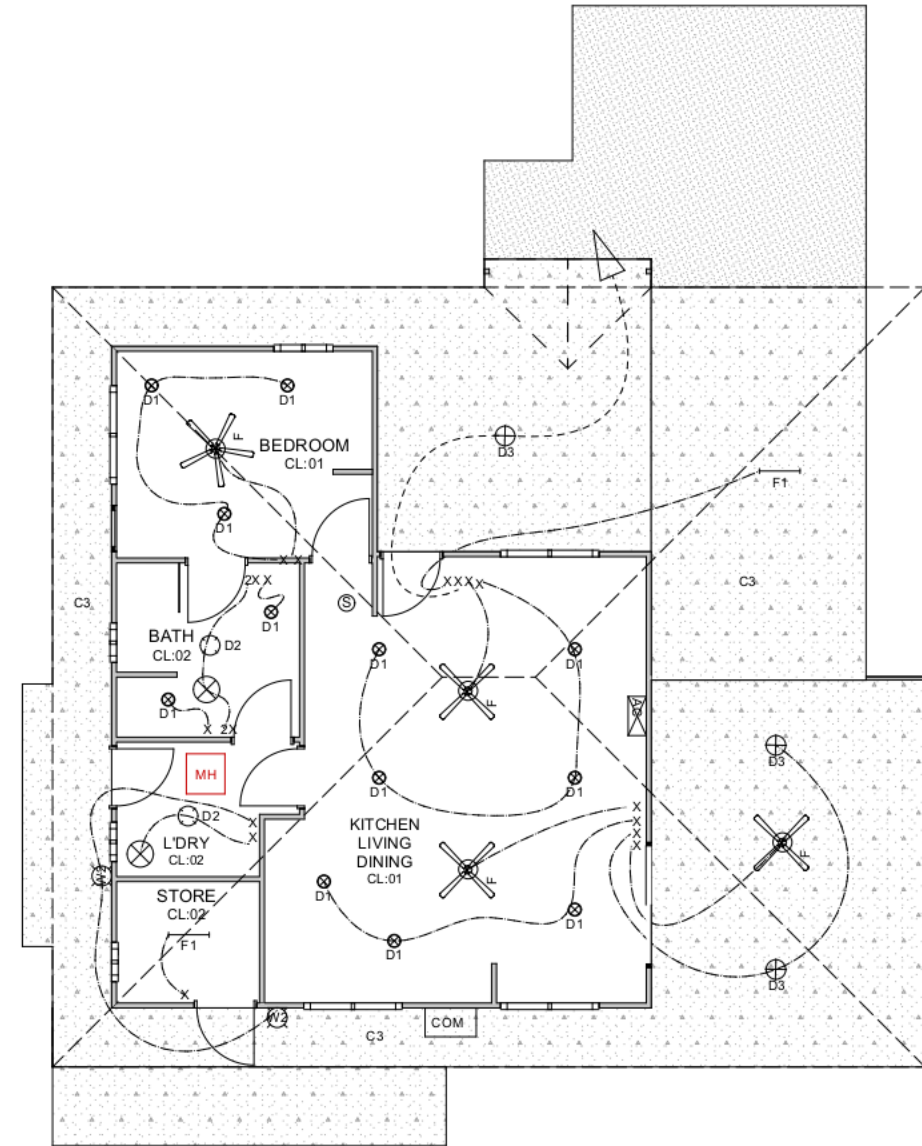 D1
D1
F
BEDROOM
CL:01
D3
F1
D1
X X
2X X
X X X X
C3
C3
S
D1
BATH
CL:02
D2
D1
D1
D1
F
AC
X 2X
D3
MH
D1
D1
X
D2
X
X
X
X
X
X
KITCHEN
LIVING
DINING
CL:01
L'DRY
CL:02
F
F
W2
STORE
CL:02
D1
D1
F1
D1
D3
X
W2
COM
C3